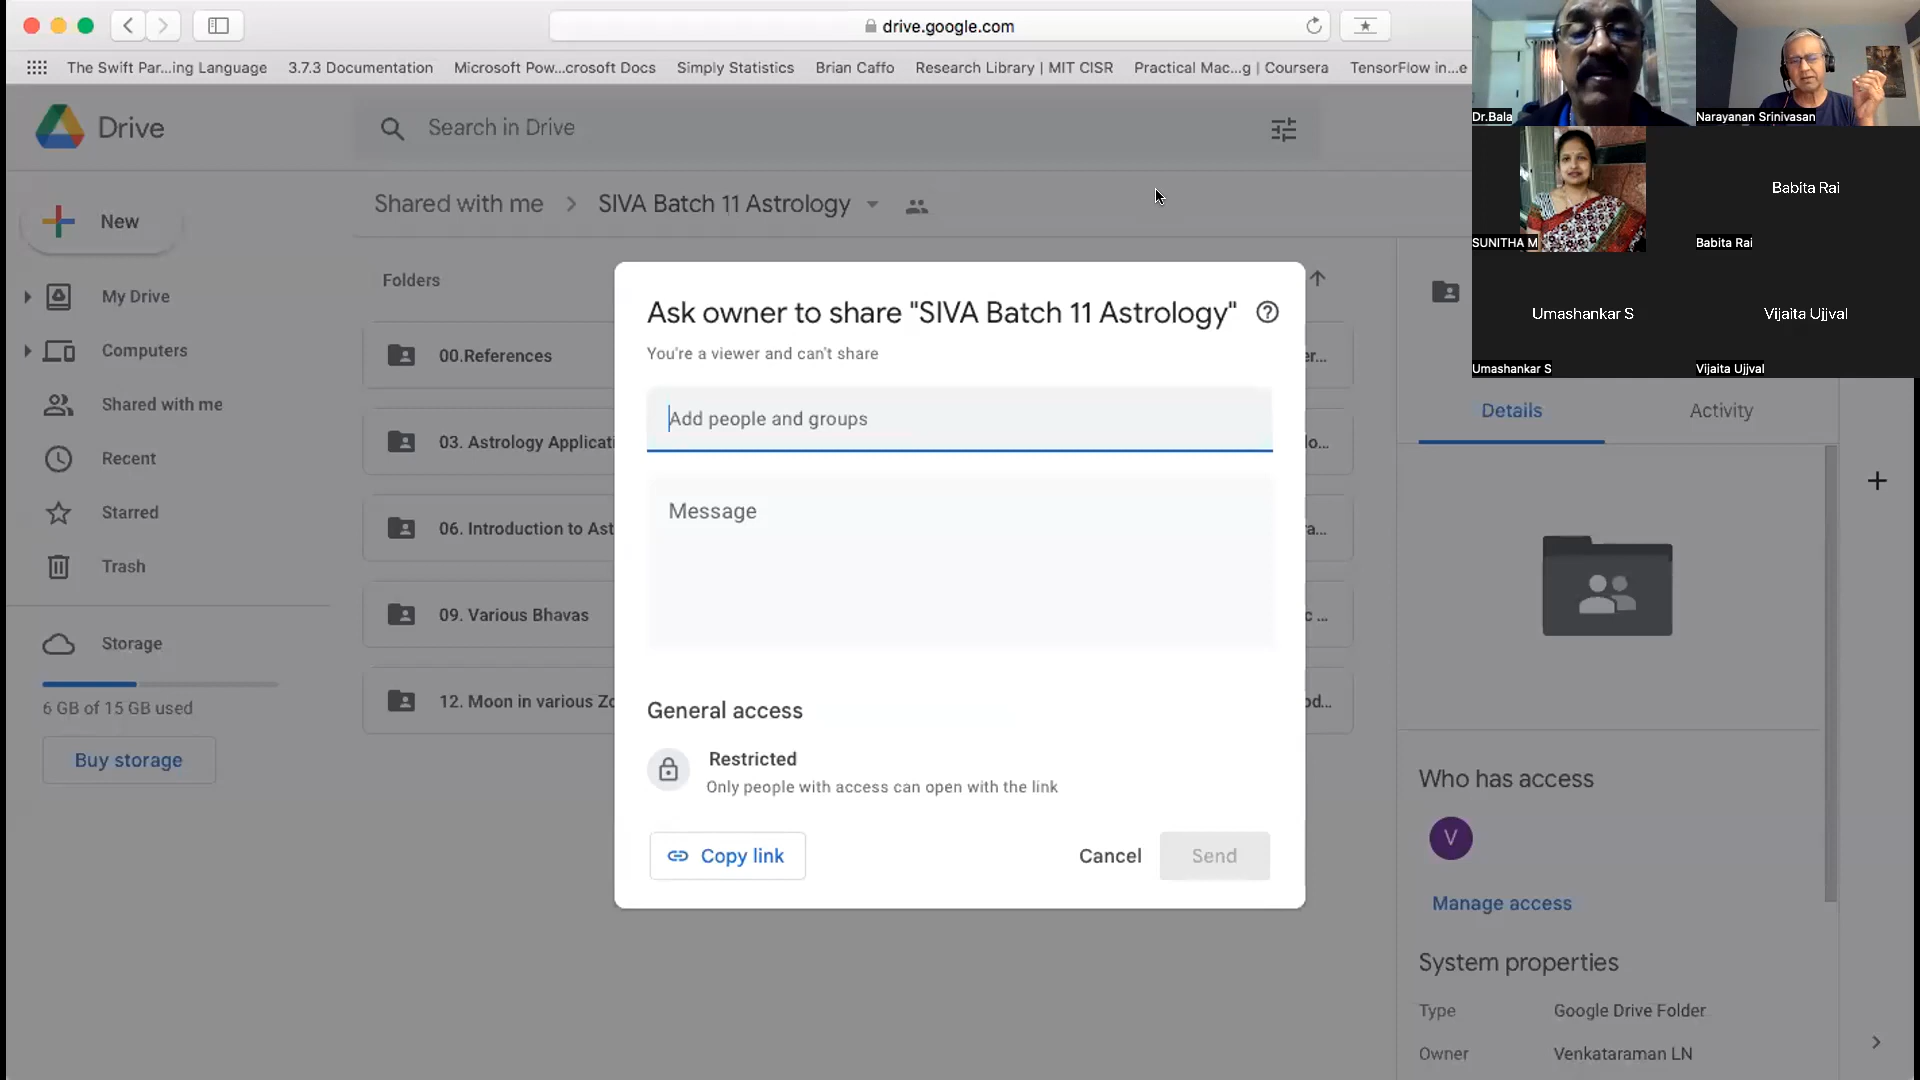 drive.google.com
The Swift Par...ing Language
3.7.3 Documentation
Microsoft Pow...crosoft Docs
Simply Statistics
Brian Caffo
Research Library | MIT CISR
Practical Mac...g | Coursera
TensorFlow in...e
Drive
Search in Drive
New
My Drive
Computers
Shared with me
Recent
Starred
Trash
Storage
6 GB of 15 GB used
Buy storage
Shared with me > SIVA Batch 11 Astrology
Folders
00.References
03. Astrology Applicati
06. Introduction to Ast
09. Various Bhavas
12. Moon in various Zo
er...
lo...
a...
c ...
od...
Ask owner to share "SIVA Batch 11 Astrology"
You're a viewer and can't share
Add people and groups
Message
General access
Restricted
Only people with access can open with the link
Copy link
Cancel
Send
Dr.Bala
Narayanan Srinivasan
SUNITHA M
Babita Rai
Babita Rai
Umashankar S
Umashankar S
Vijaita Ujjval
Vijaita Ujjval
Details
Activity
Who has access
V
Manage access
System properties
Type
Google Drive Folder
Owner
Venkataraman LN